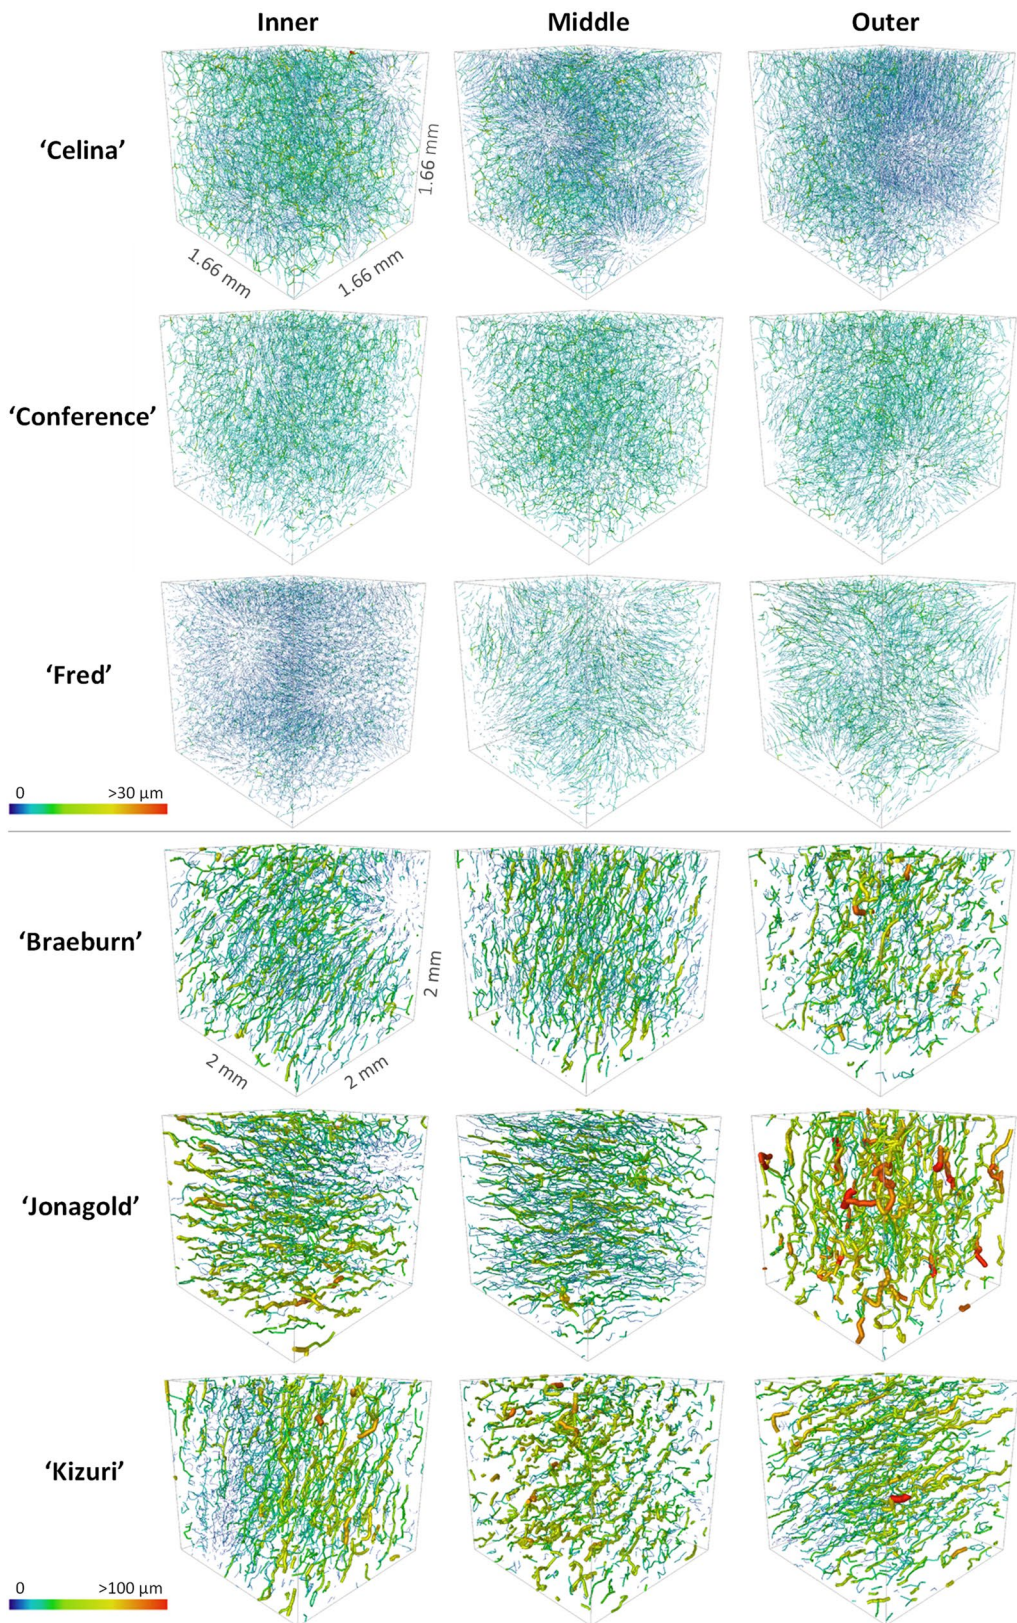 Inner Middle Outer
‘Celina’
1.66 mm
1.66 mm
1.66 mm
‘Conference’
‘Fred’
0 >30 μm
‘Braeburn’
2 mm
2 mm
2 mm
‘Jonagold’
‘Kizuri’
0 >100 μm